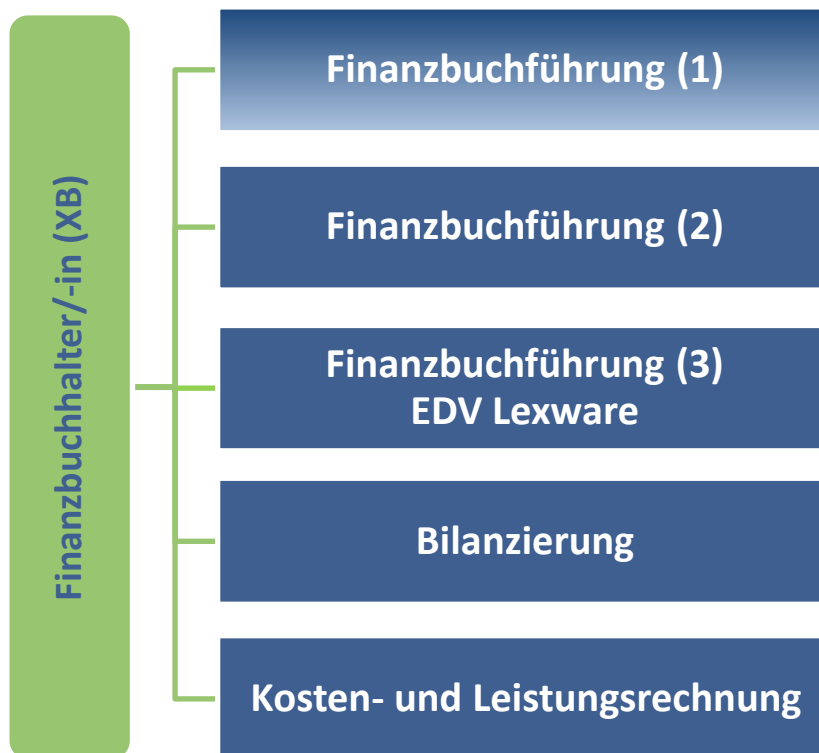 Finanzbuchhalter/-in (XB)
Finanzbuchführung (1)
Finanzbuchführung (2)
Finanzbuchführung (3)
EDV Lexware
Bilanzierung
Kosten- und Leistungsrechnung